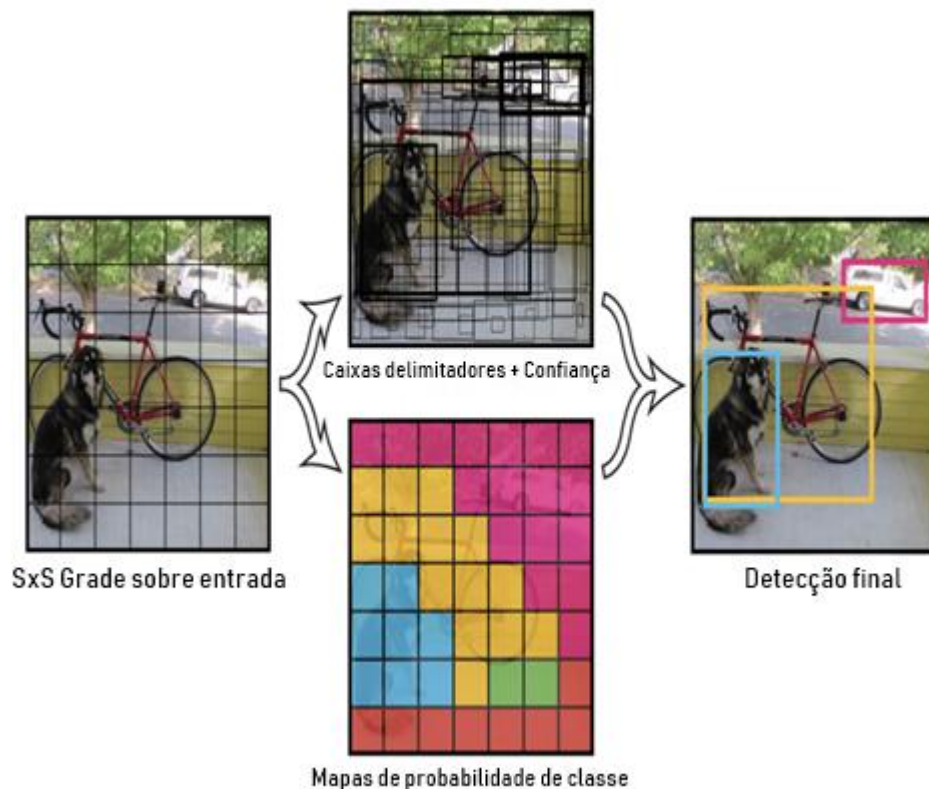 Caixas delimitadores + Confiança
SxS Grade sobre entrada
Detecção final
Mapas de probabilidade de classe